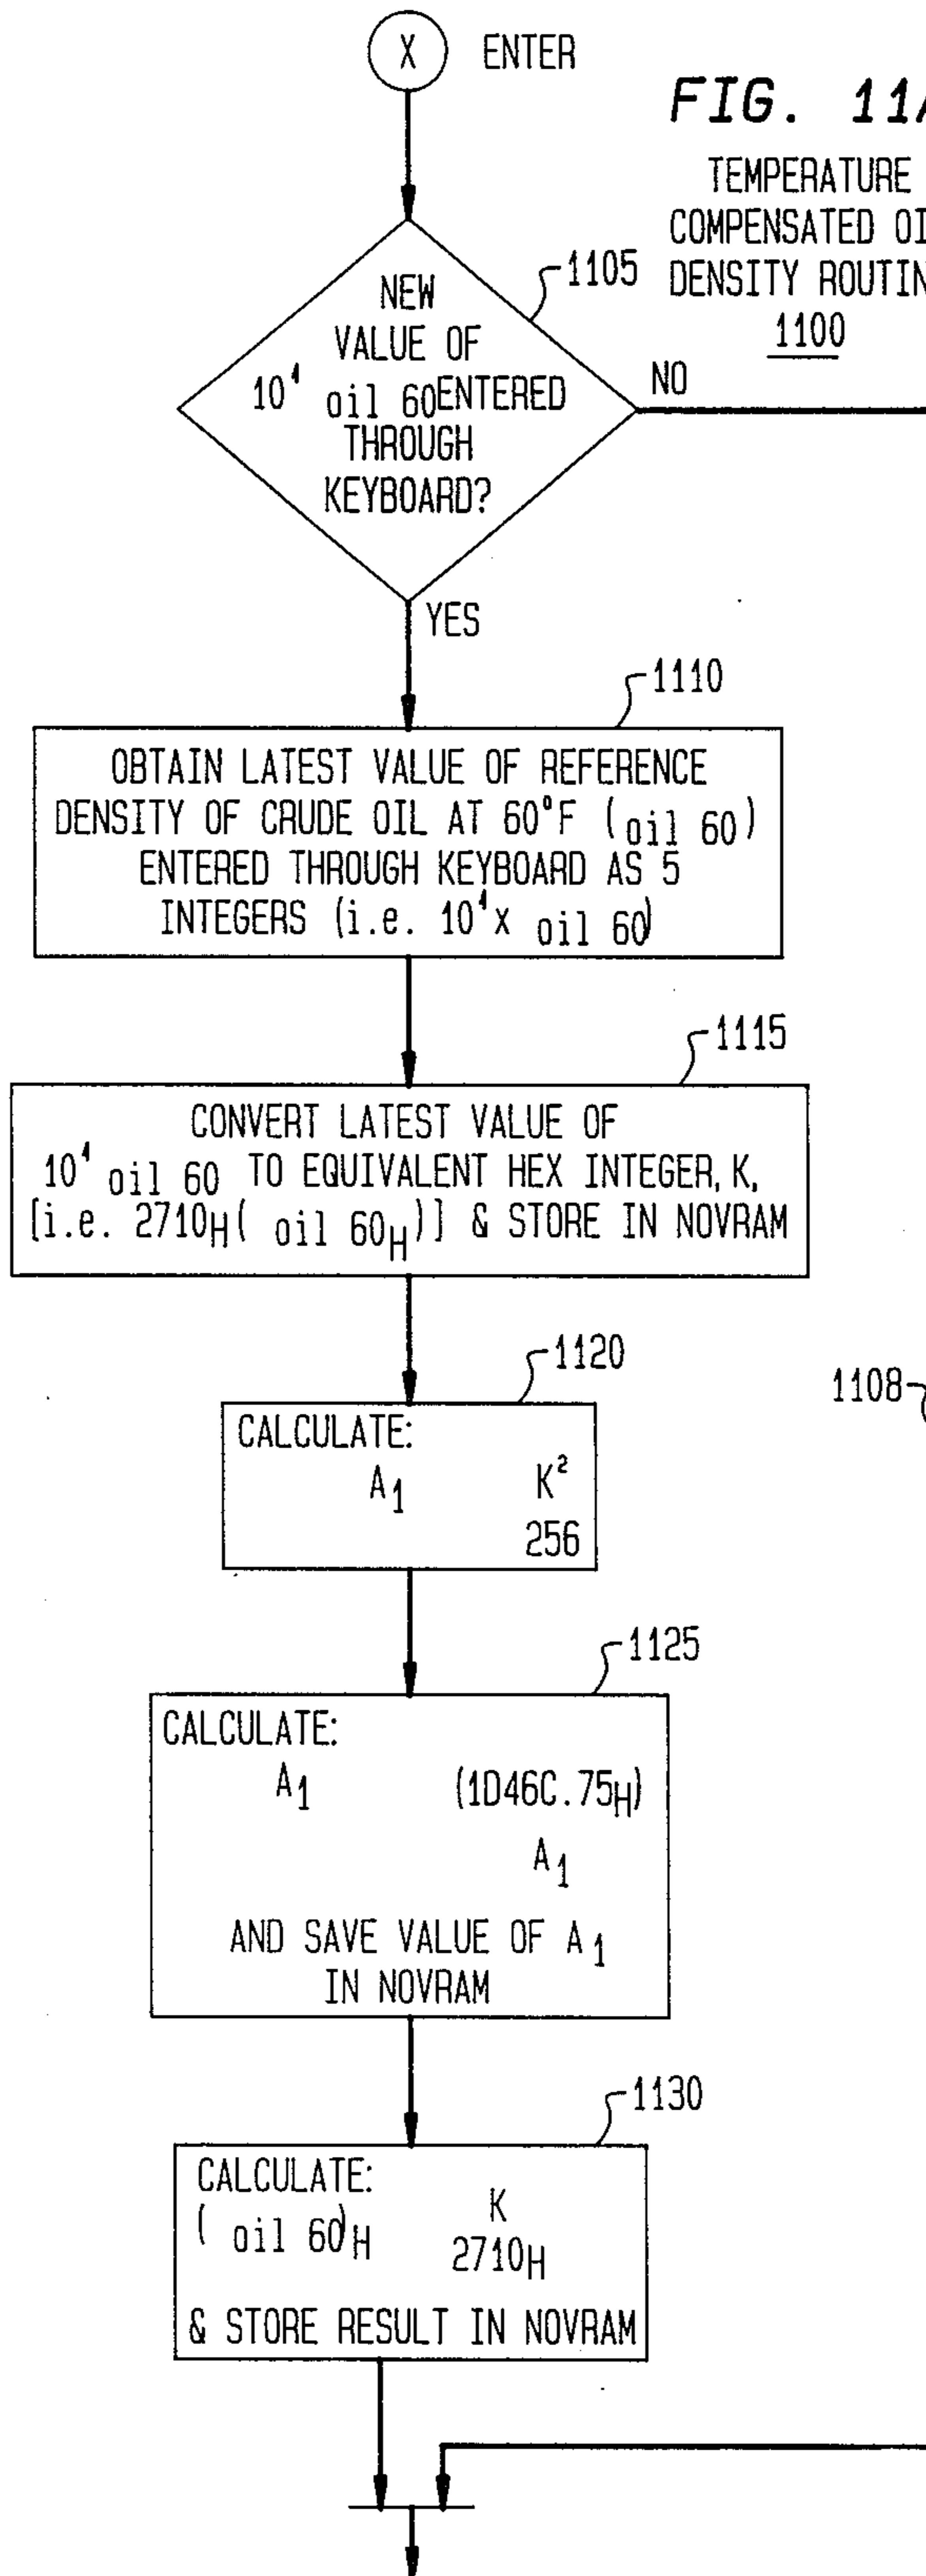 X ENTER
FIG. 11A
TEMPERATURE
COMPENSATED OI
DENSITY ROUTIN
1100
1105
NEW
VALUE OF
10⁴ oil 60 ENTERED
THROUGH
KEYBOARD?
NO
YES
1110
OBTAIN LATEST VALUE OF REFERENCE
DENSITY OF CRUDE OIL AT 60°F (oil 60)
ENTERED THROUGH KEYBOARD AS 5
INTEGERS (i.e. 10⁴x oil 60)
1115
CONVERT LATEST VALUE OF
10⁴ oil 60 TO EQUIVALENT HEX INTEGER, K,
[i.e. 2710H( oil 60H)] & STORE IN NOVRAM
1120
CALCULATE:
A1 K²
256
1108
1125
CALCULATE:
A1 (1D46C.75H)
A1
AND SAVE VALUE OF A1
IN NOVRAM
1130
CALCULATE:
( oil 60)H K
2710H
& STORE RESULT IN NOVRAM